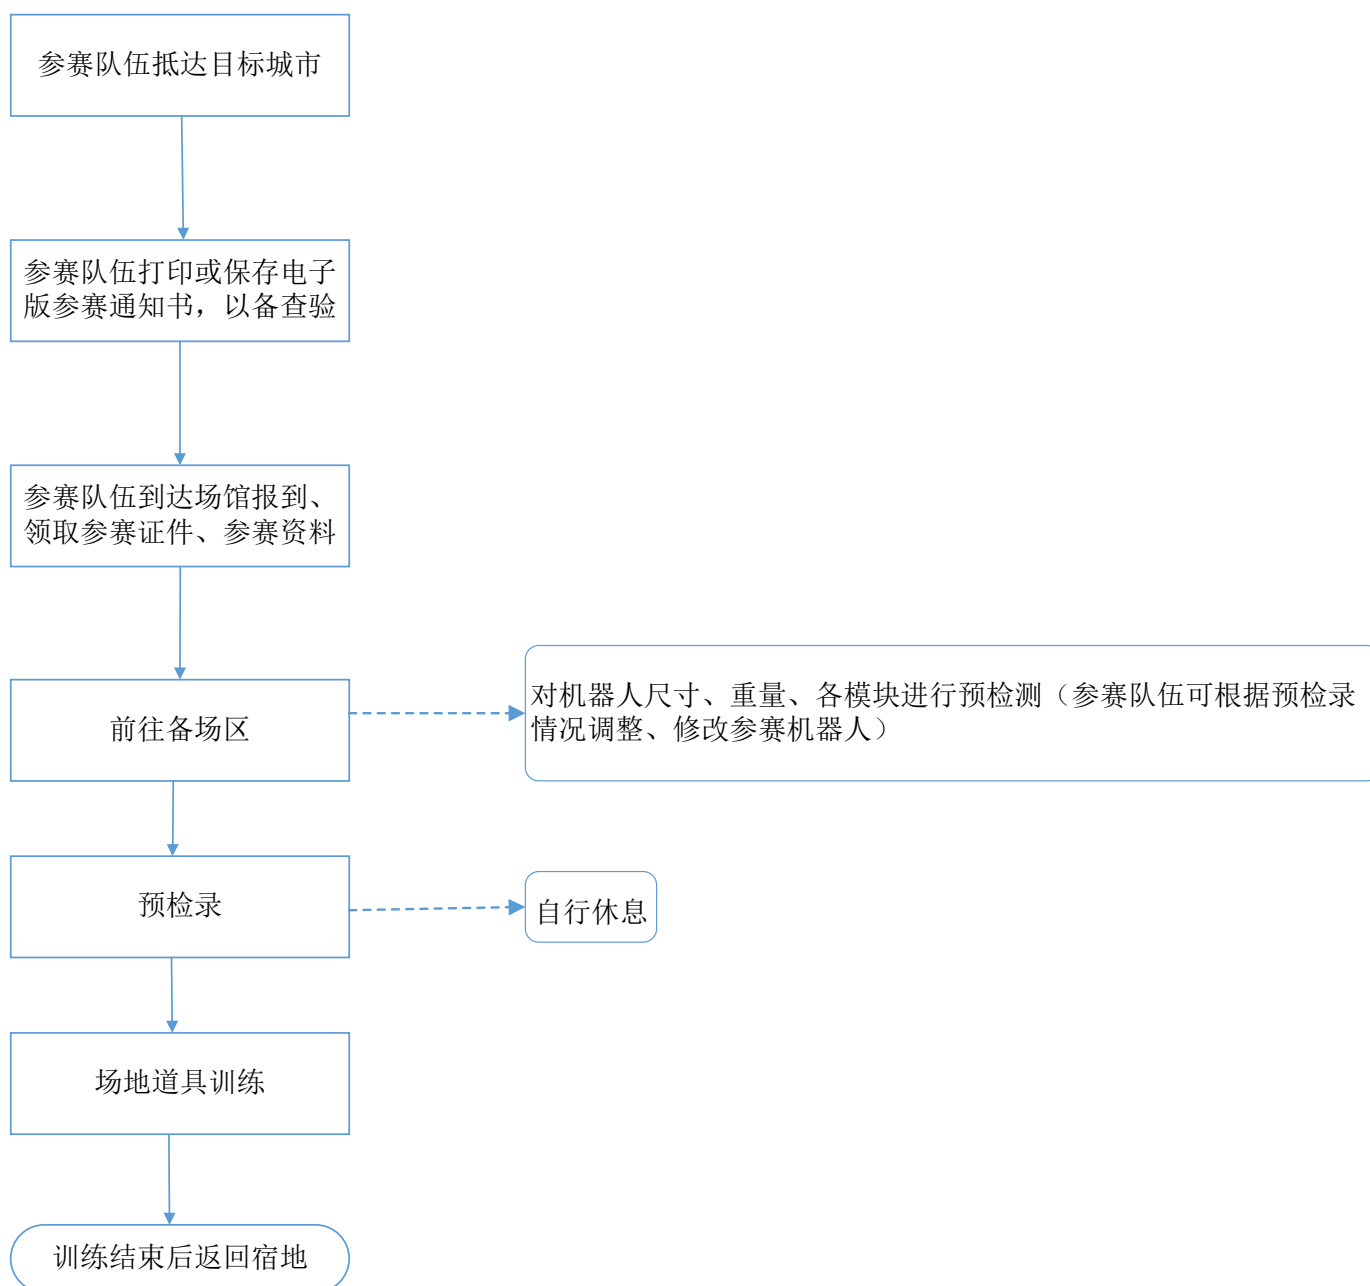 参赛队伍抵达目标城市
参赛队伍打印或保存电子
版参赛通知书，以备查验
参赛队伍到达场馆报到、
领取参赛证件、参赛资料
前往备场区
对机器人尺寸、重量、各模块进行预检测（参赛队伍可根据预检录
情况调整、修改参赛机器人）
预检录
自行休息
场地道具训练
训练结束后返回宿地